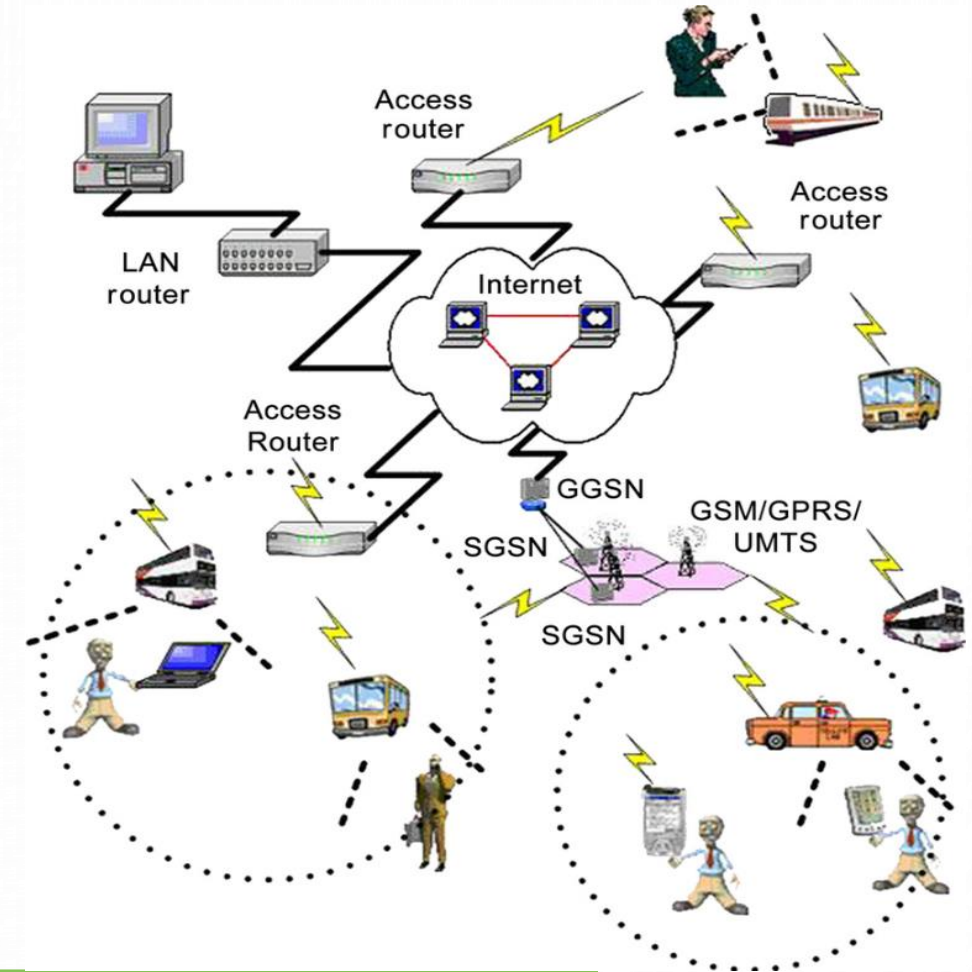 Access
router
Access
router
LAN
router
Internet
Access
Router
GGSN
GSM/GPRS/
UMTS
SGSN
SGSN